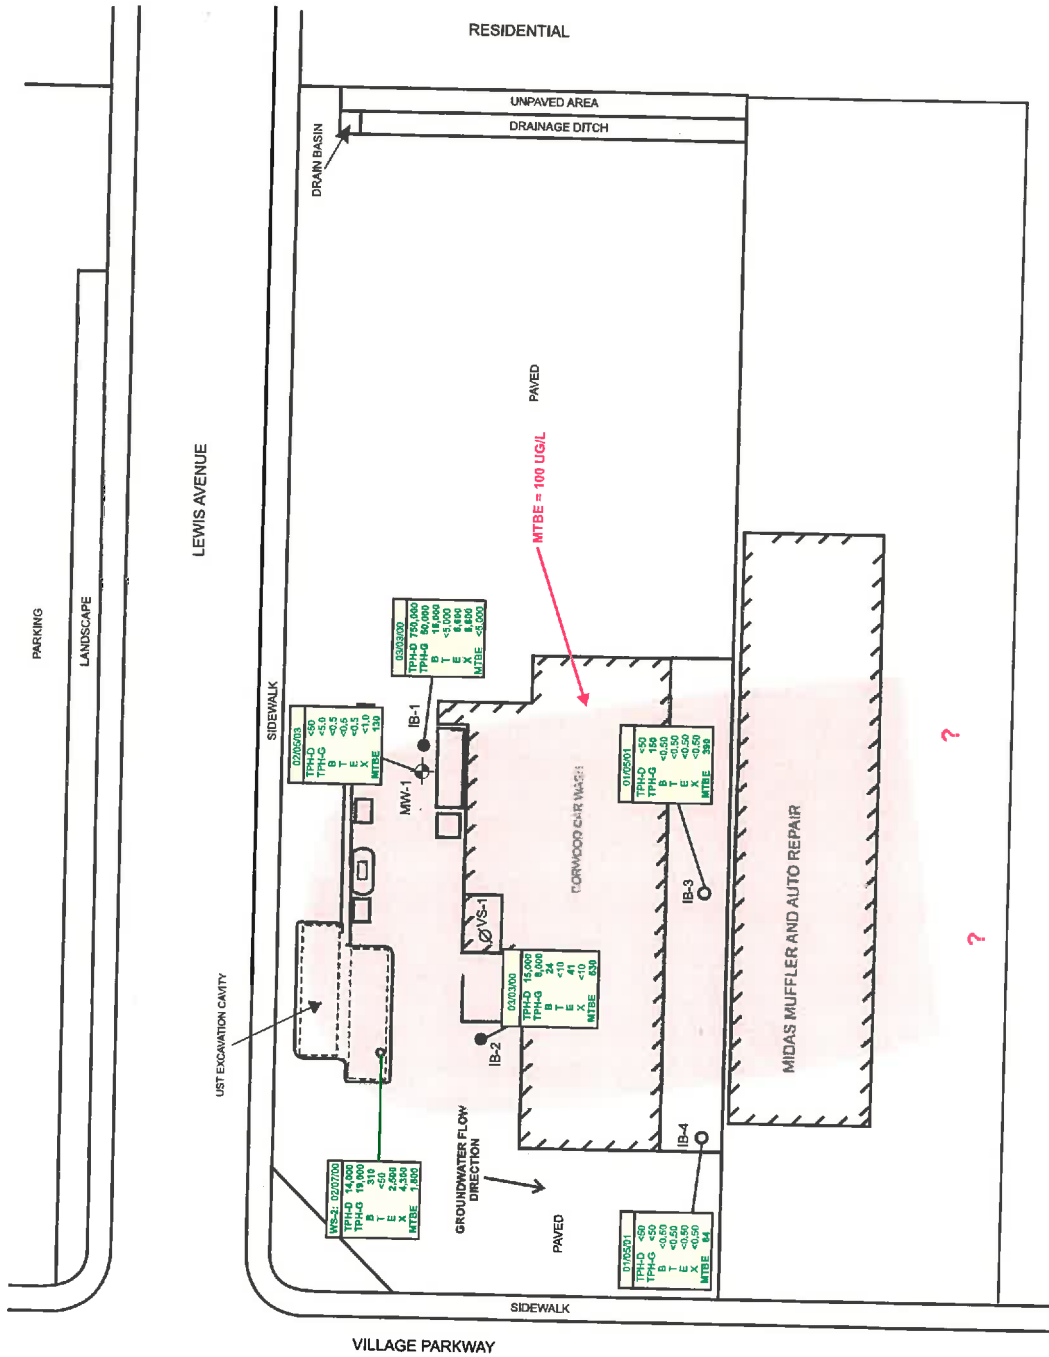 RESIDENTIAL
UNPAVED AREA
DRAINAGE DITCH
DRAIN BASIN
PARKING
LANDSCAPE
LEWIS AVENUE
SIDEWALK
PAVED
MTBE = 100 UG/L
03/03/00
TPH-D 750,000
TPH-G 60,000
B 16,000
T <5,000
E 6,600
X 8,800
MTBE <5,000
IB-1
02/05/03
TPH-D <50
TPH-G <5.0
B <0.5
T <0.5
E <0.5
X <1.0
MTBE 130
MW-1
01/05/01
TPH-D <50
TPH-G 150
B <0.50
T <0.50
E <0.50
X <0.50
MTBE 390
IB-3
DORWOOD CAR WASH
MIDAS MUFFLER AND AUTO REPAIR
?
?
VS-1
03/03/00
TPH-D 15,000
TPH-G 8,000
B 24
T <10
E 41
X <10
MTBE 630
IB-2
UST EXCAVATION CAVITY
WS-2: 02/07/00
TPH-D 14,000
TPH-G 19,000
B 310
T <50
E 2,600
X 4,300
MTBE 1,800
GROUNDWATER FLOW
DIRECTION
PAVED
IB-4
01/05/01
TPH-D <50
TPH-G <50
B <0.50
T <0.50
E <0.50
X <0.50
MTBE 64
SIDEWALK
VILLAGE PARKWAY